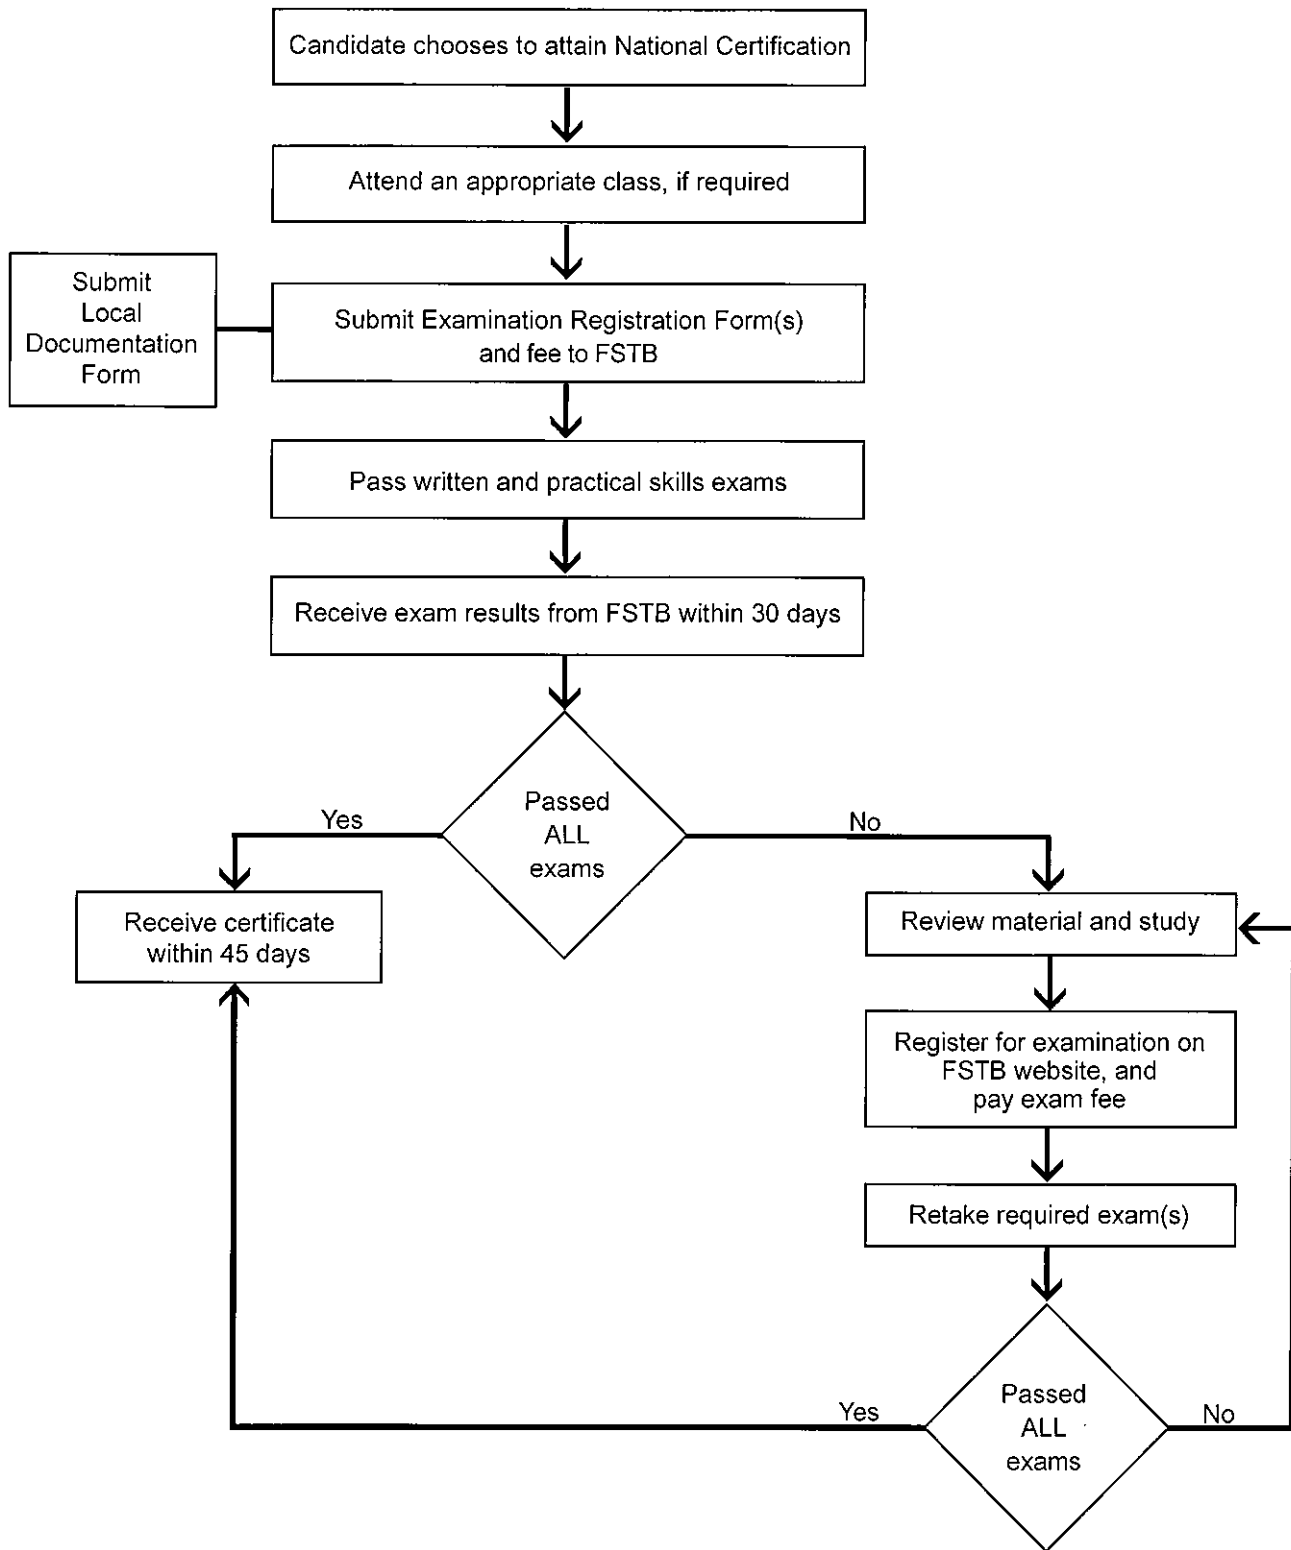 Candidate chooses to attain National Certification
Attend an appropriate class, if required
Submit
Local
Documentation
Form
Submit Examination Registration Form(s)
and fee to FSTB
Pass written and practical skills exams
Receive exam results from FSTB within 30 days
Passed
ALL
exams
Yes
No
Receive certificate
within 45 days
Review material and study
Register for examination on
FSTB website, and
pay exam fee
Retake required exam(s)
Passed
ALL
exams
Yes
No